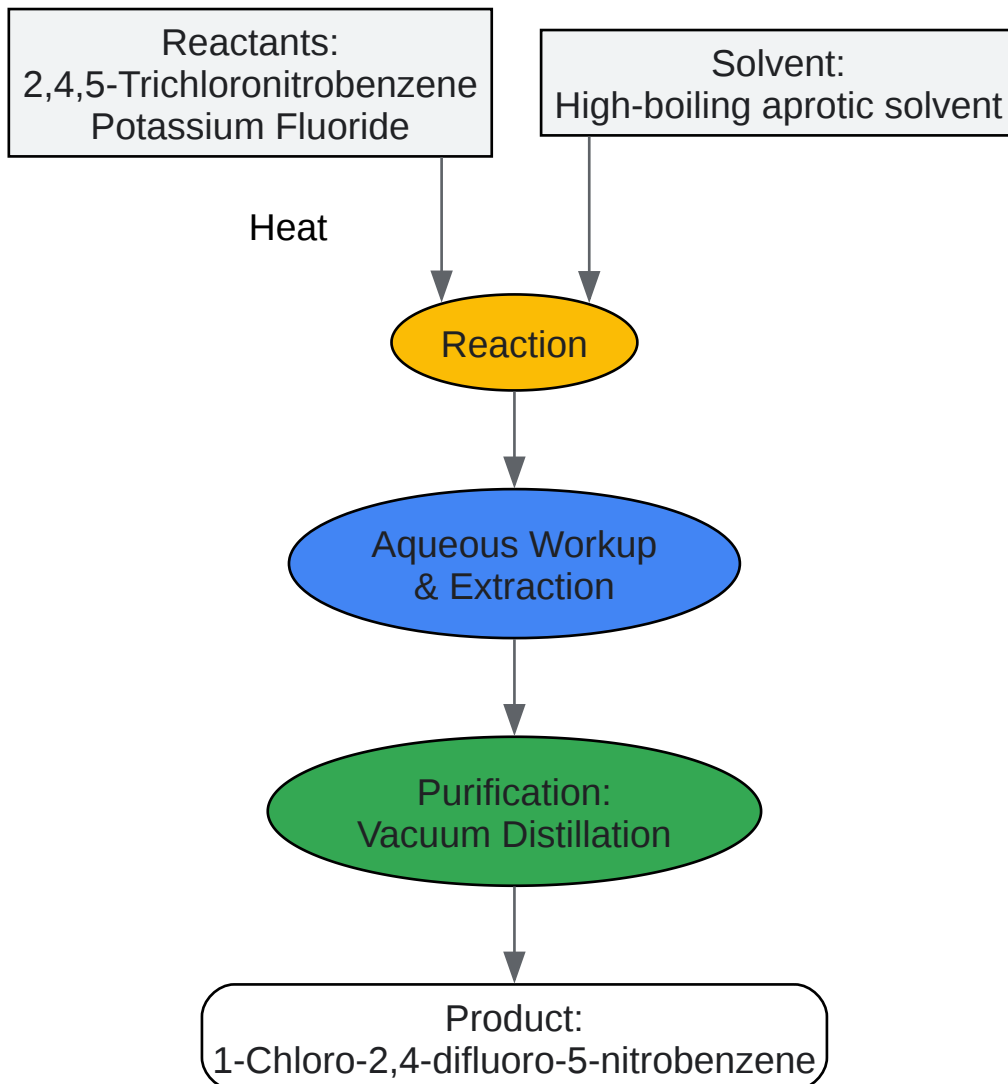 Reactants:
2,4,5-Trichloronitrobenzene
Potassium Fluoride
Solvent:
High-boiling aprotic solvent
Heat
Reaction
Aqueous Workup
& Extraction
Purification:
Vacuum Distillation
Product:
1-Chloro-2,4-difluoro-5-nitrobenzene